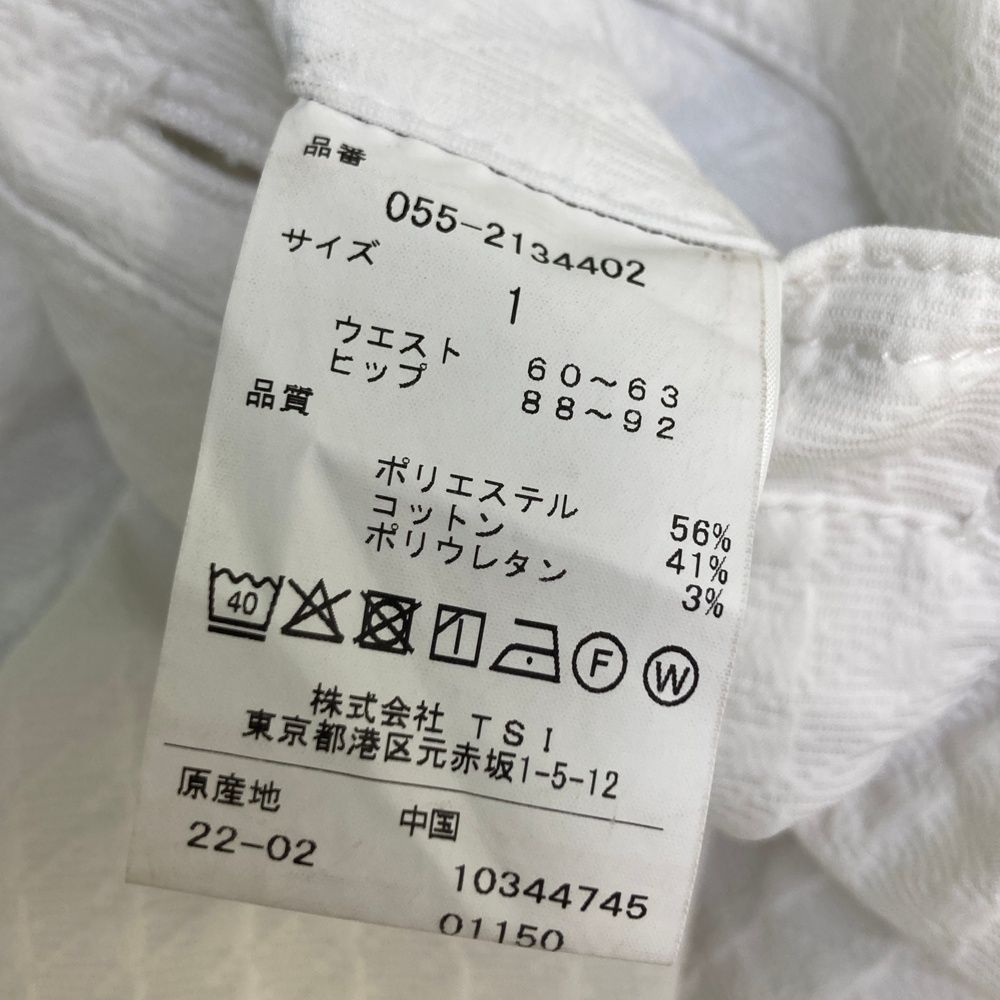 品番
055-2134402
サイズ
1
ウエスト 60～63
ヒップ 88～92
品質
ポリエステル 56%
コットン 41%
ポリウレタン 3%
40 F W
株式会社 TSI
東京都港区元赤坂1-5-12
原産地 中国
22-02
10344745
01150